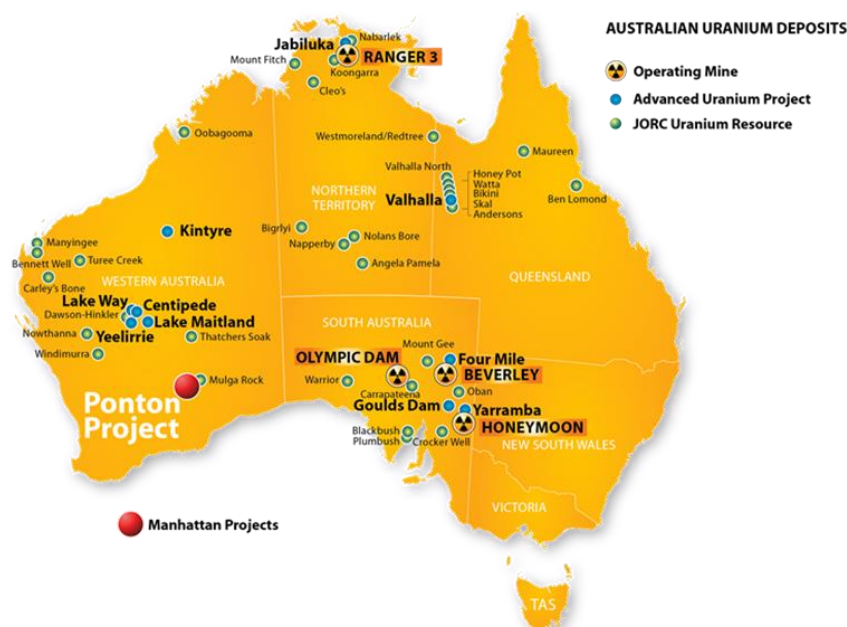 AUSTRALIAN URANIUM DEPOSITS
Operating Mine
Advanced Uranium Project
JORC Uranium Resource
Nabarlek
Jabiluka
RANGER 3
Mount Fitch
Koongarra
Cleo's
Oobagooma
Westmoreland/Redtree
Maureen
Valhalla North
Honey Pot
Watta
Bikini
Skal
Andersons
NORTHERN
TERRITORY
Valhalla
Ben Lomond
Kintyre
Bigrlyi
Nolans Bore
Napperby
Manyingee
Bennett Well
Turee Creek
Angela Pamela
WESTERN AUSTRALIA
QUEENSLAND
Carley's Bone
Lake Way
Centipede
Dawson-Hinkler
Lake Maitland
SOUTH AUSTRALIA
Nowthanna
Yeelirrie
Thatchers Soak
Mount Gee
Windimurra
OLYMPIC DAM
Four Mile
BEVERLEY
Mulga Rock
Warrior
Carrapateena
Oban
Ponton
Project
Goulds Dam
Yarramba
HONEYMOON
Blackbush
Plumbush
Crocker Well
NEW SOUTH WALES
VICTORIA
Manhattan Projects
TAS